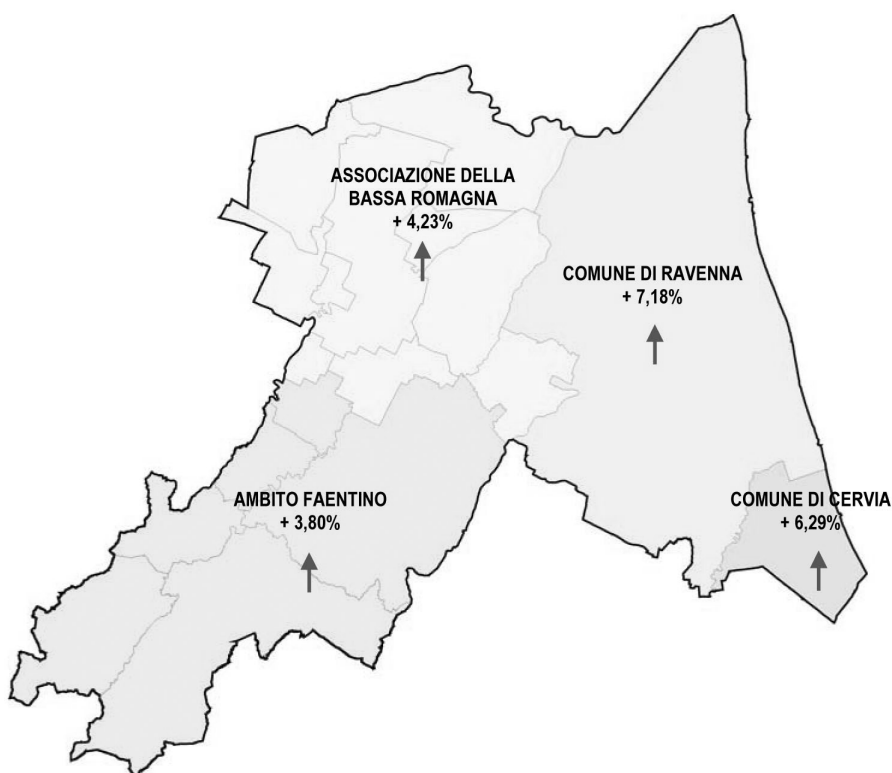 ASSOCIAZIONE DELLA
BASSA ROMAGNA
+ 4,23%
COMUNE DI RAVENNA
+ 7,18%
AMBITO FAENTINO
+ 3,80%
COMUNE DI CERVIA
+ 6,29%